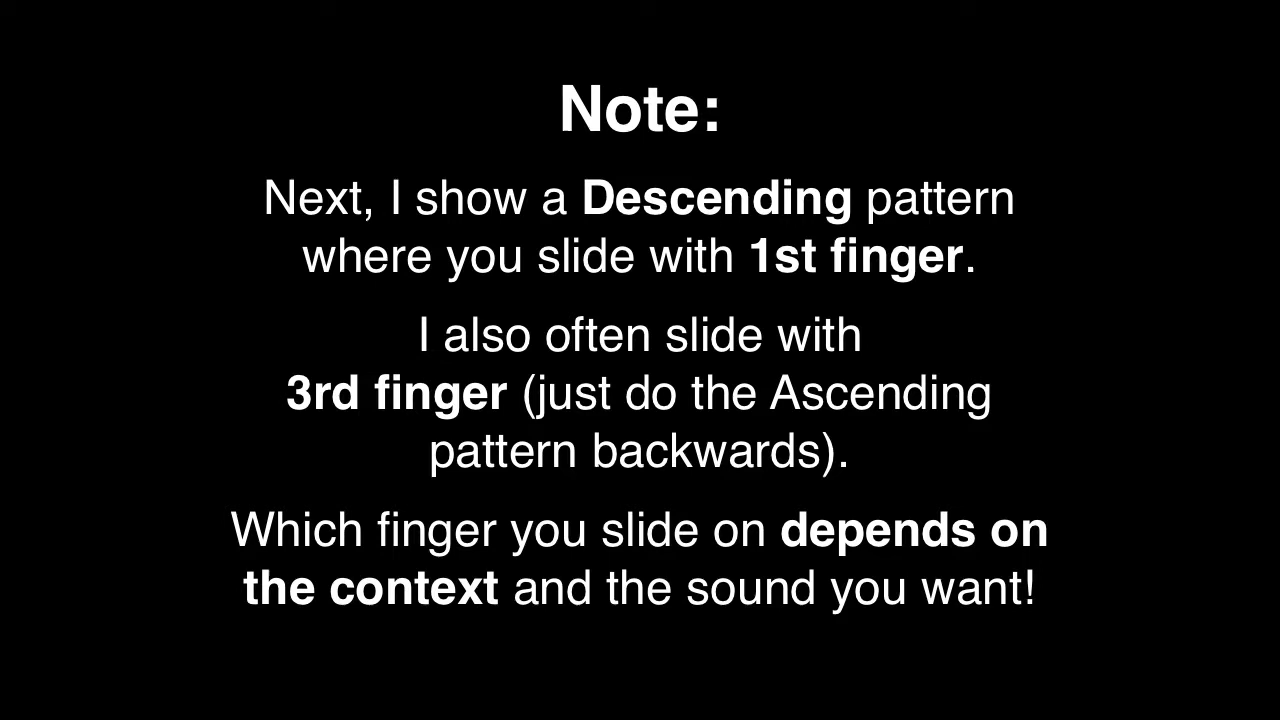 Note:
Next, I show a Descending pattern
where you slide with 1st finger.
I also often slide with
3rd finger (just do the Ascending
pattern backwards).
Which finger you slide on depends on
the context and the sound you want!